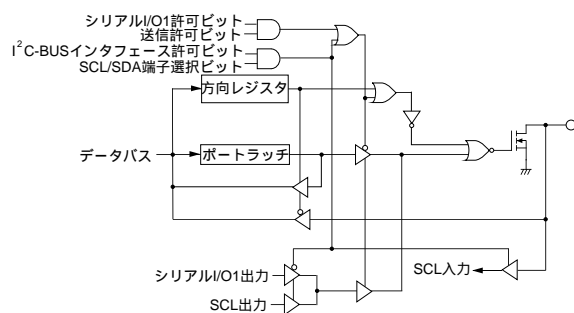 シリアルI/O1許可ビット
送信許可ビット
I²C-BUSインタフェース許可ビット
SCL/SDA端子選択ビット
方向レジスタ
データバス
ポートラッチ
シリアルI/O1出力
SCL入力
SCL出力